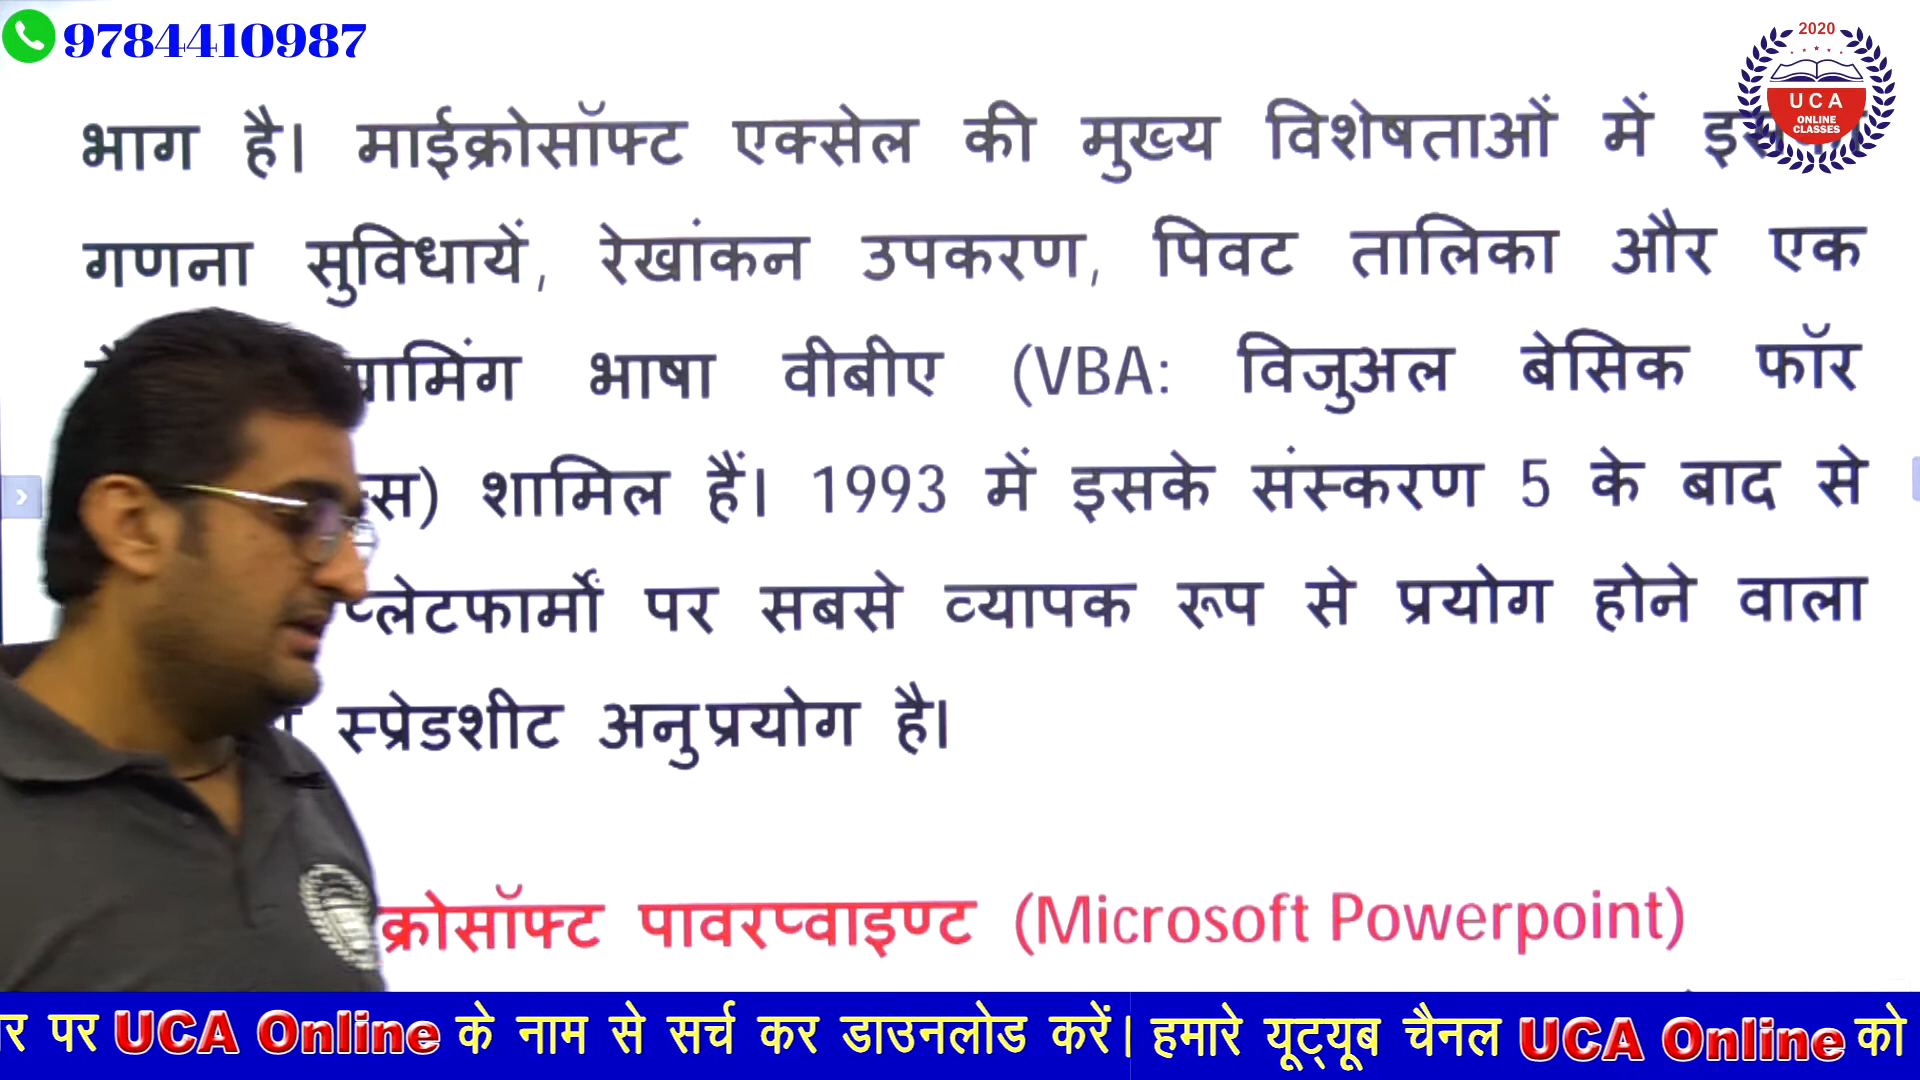 9784410987
2020
UCA
ONLINE
CLASSES
भाग है। माईक्रोसॉफ्ट एक्सेल की मुख्य विशेषताओं में
गणना सुविधायें, रेखांकन उपकरण, पिवट तालिका और एक
भाषा वीबीए (VBA: विजुअल बेसिक फॉर
शामिल हैं। 1993 में इसके संस्करण 5 के बाद से
प्लेटफार्मों पर सबसे व्यापक रूप से प्रयोग होने वाला
स्प्रेडशीट अनुप्रयोग है।
क्रोसॉफ्ट पावरप्वाइण्ट (Microsoft Powerpoint)
र पर UCA Online के नाम से सर्च कर डाउनलोड करें| हमारे यूट्यूब चैनल UCA Online को